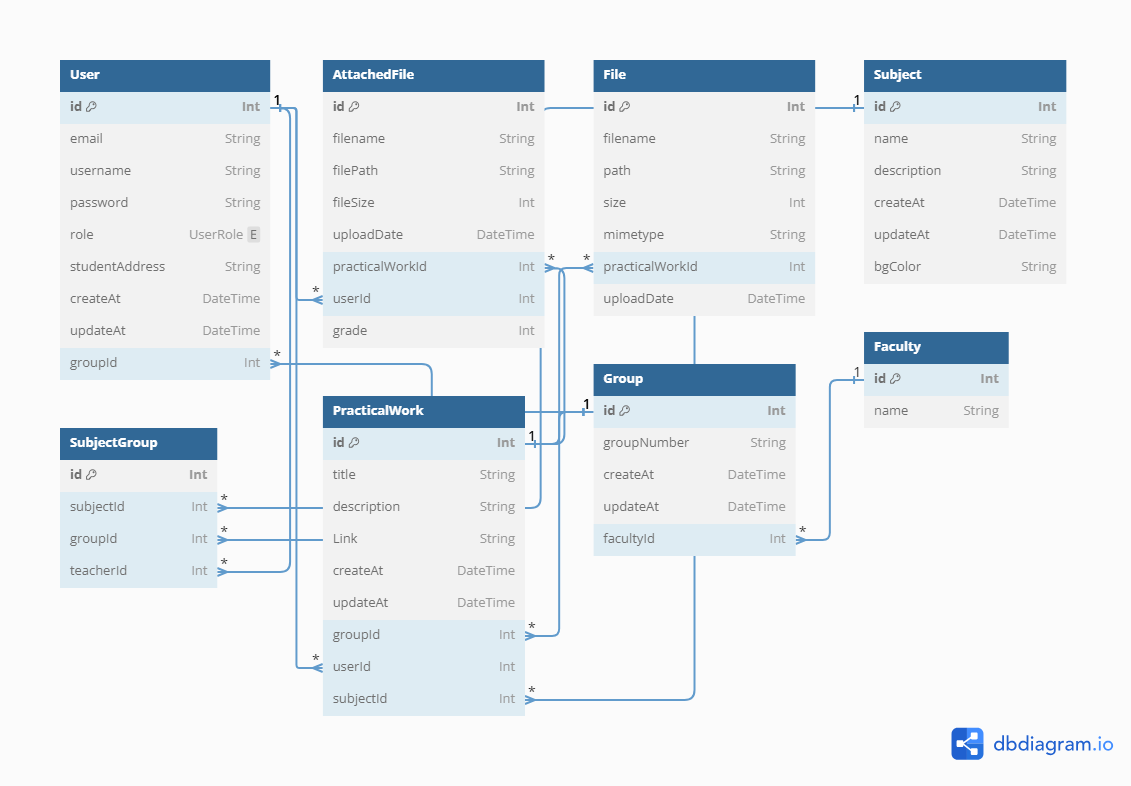 User
id Int
email String
username String
password String
role UserRole E
studentAddress String
createAt DateTime
updateAt DateTime
groupId Int
AttachedFile
id Int
filename String
filePath String
fileSize Int
uploadDate DateTime
practicalWorkId Int
userId Int
grade Int
File
id Int
filename String
path String
size Int
mimetype String
practicalWorkId Int
uploadDate DateTime
Subject
id Int
name String
description String
createAt DateTime
updateAt DateTime
bgColor String
Faculty
id Int
name String
Group
id Int
groupNumber String
createAt DateTime
updateAt DateTime
facultyId Int
PracticalWork
id Int
title String
description String
Link String
createAt DateTime
updateAt DateTime
groupId Int
userId Int
subjectId Int
SubjectGroup
id Int
subjectId Int
groupId Int
teacherId Int
1
*
*
*
*
1
1
1
1
*
*
*
*
*
*
*
dbdiagram.io